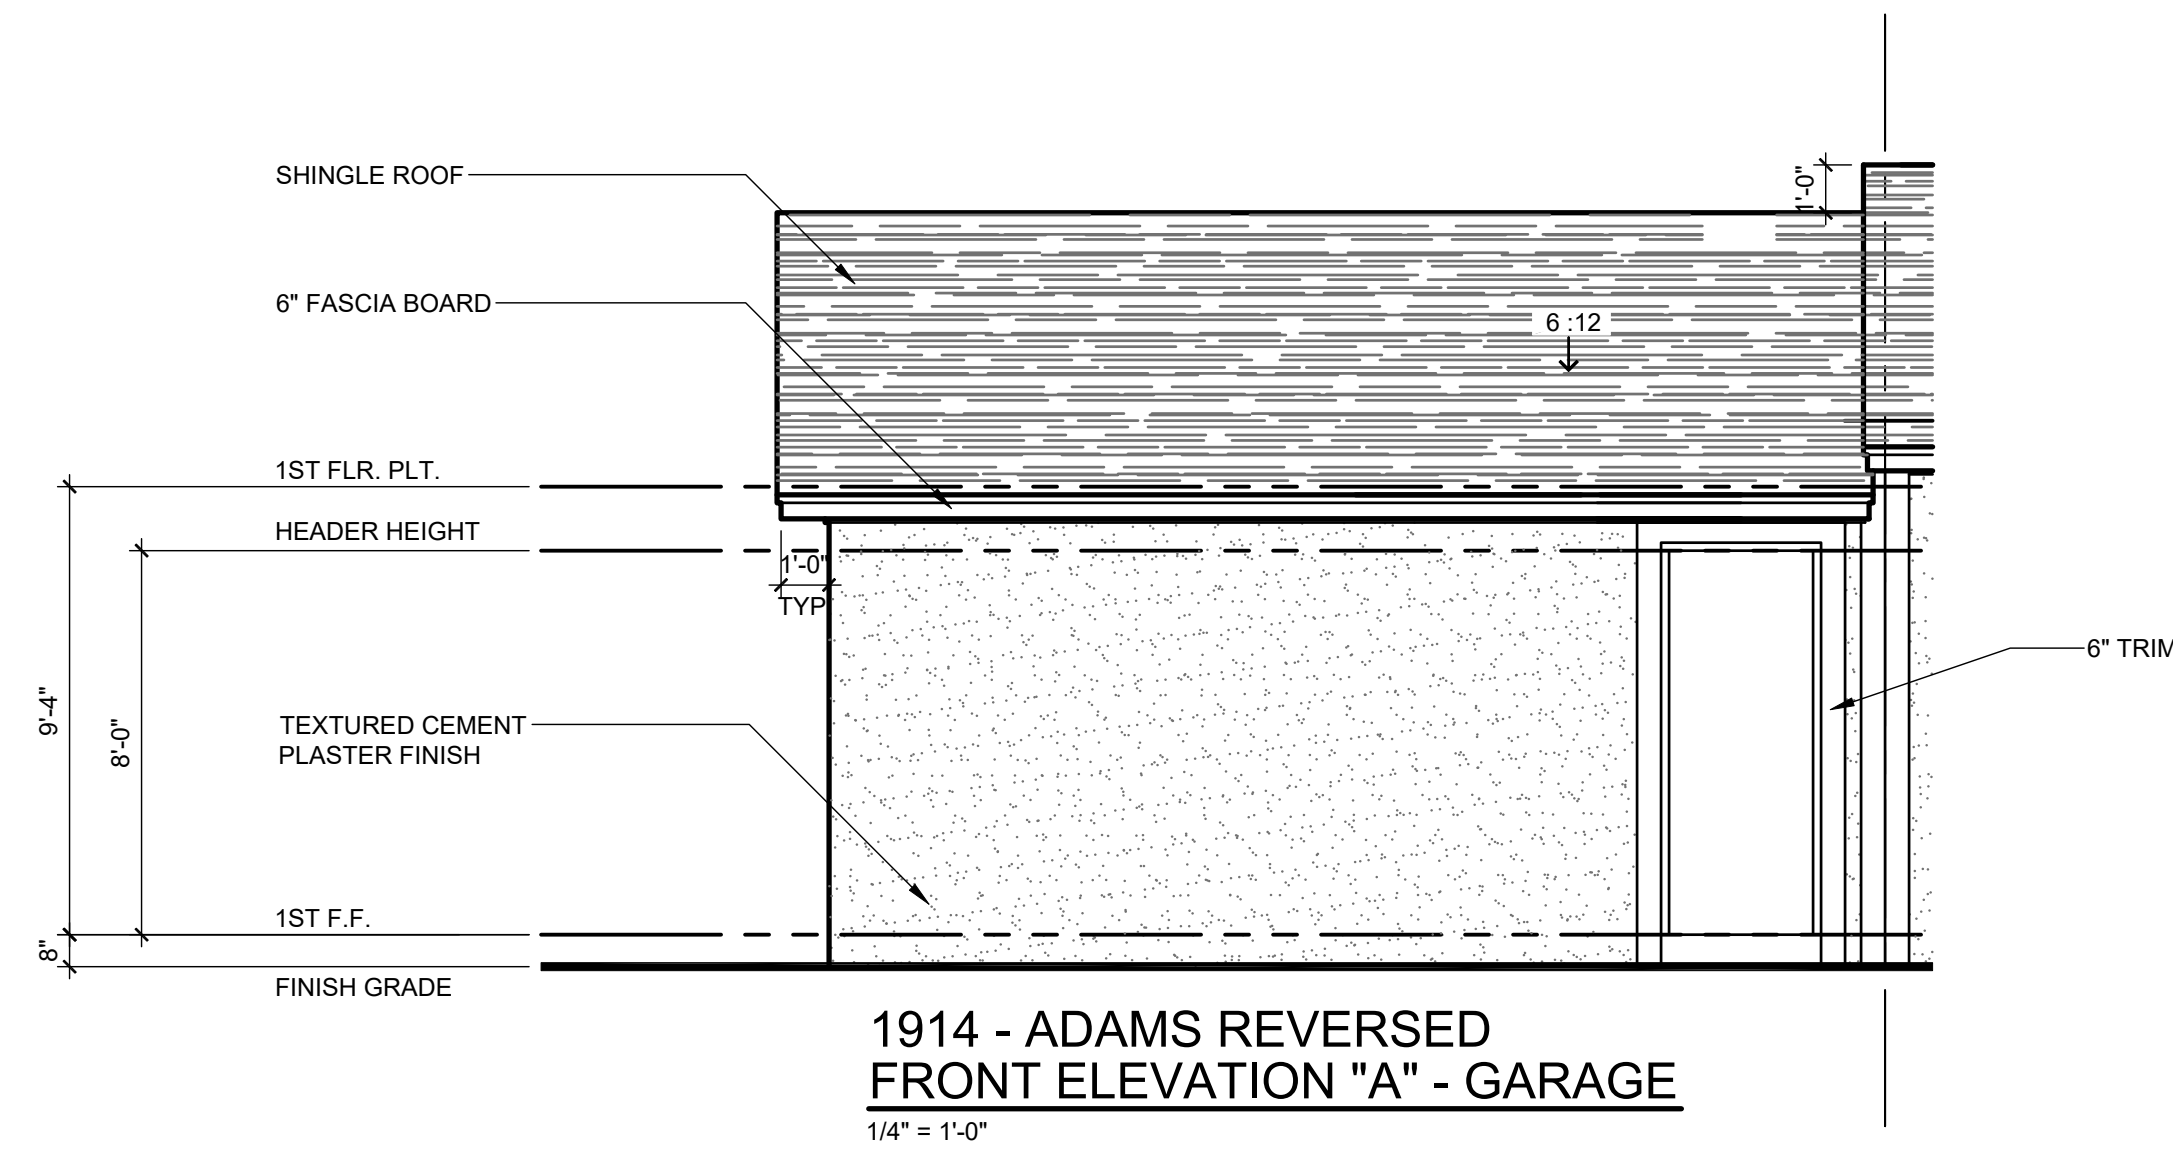 SHINGLE ROOF
1'-0"
6" FASCIA BOARD
6 :12
1ST FLR. PLT.
HEADER HEIGHT
1'-0"
TYP
6" TRIM
9'-4"
8'-0"
TEXTURED CEMENT
PLASTER FINISH
1ST F.F.
8"
FINISH GRADE
1914 - ADAMS REVERSED
FRONT ELEVATION "A" - GARAGE
1/4" = 1'-0"